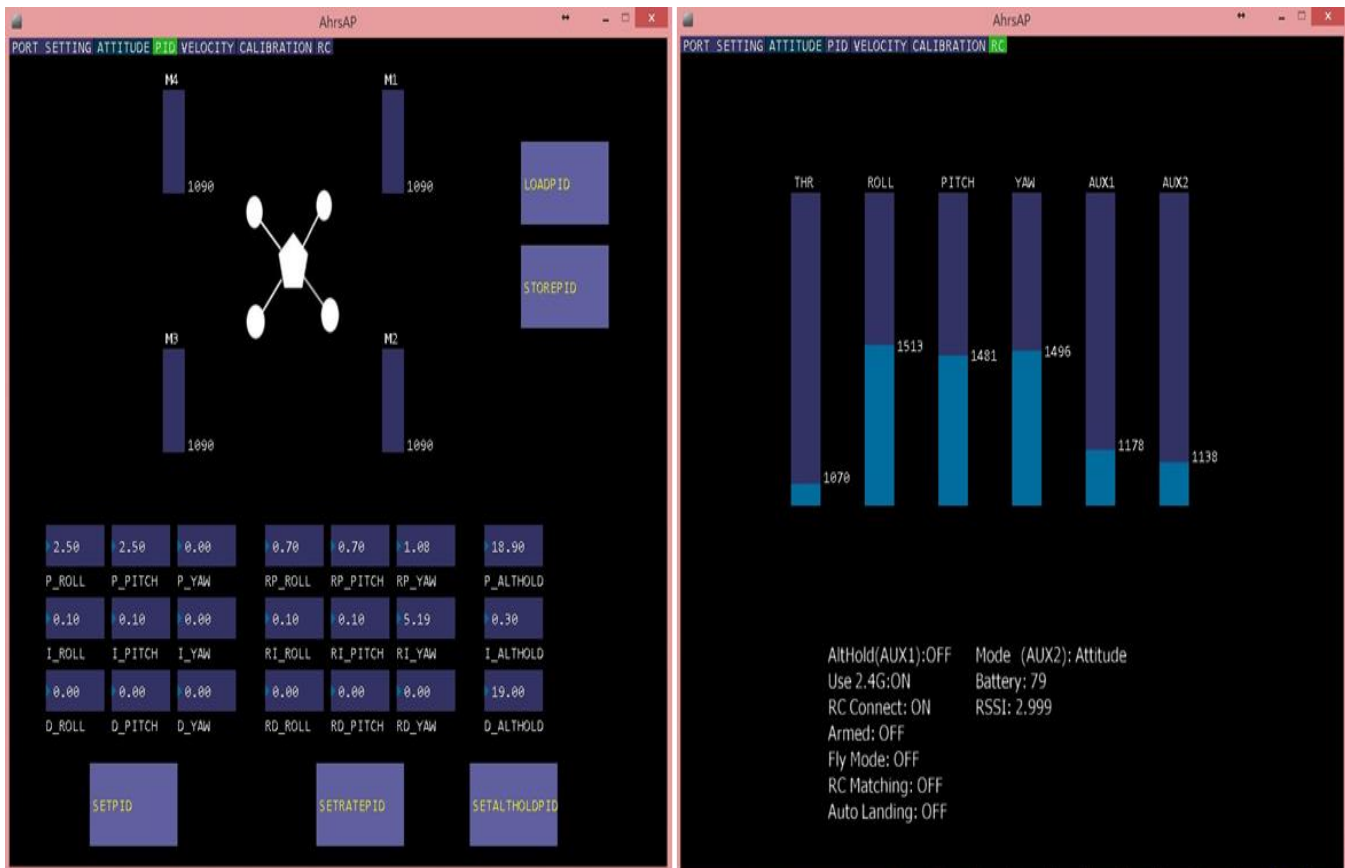 AhrsAP
PORT SETTING ATTITUDE PID VELOCITY CALIBRATION RC
M4 M1
1090 1090
LOADPID
STOREPID
M3 M2
1090 1090
2.50 2.50 0.00 0.70 0.70 1.08 18.90
P_ROLL P_PITCH P_YAW RP_ROLL RP_PITCH RP_YAW P_ALTHOLD
0.10 0.10 0.00 0.10 0.10 5.19 0.30
I_ROLL I_PITCH I_YAW RI_ROLL RI_PITCH RI_YAW I_ALTHOLD
0.00 0.00 0.00 0.00 0.00 0.00 19.00
D_ROLL D_PITCH D_YAW RD_ROLL RD_PITCH RD_YAW D_ALTHOLD
SETPID SETRATEPID SETALTHOLDPID
AhrsAP
PORT SETTING ATTITUDE PID VELOCITY CALIBRATION RC
THR ROLL PITCH YAW AUX1 AUX2
1513 1481 1496
1070 1178 1138
AltHold(AUX1):OFF Mode (AUX2): Attitude
Use 2.4G:ON Battery: 79
RC Connect: ON RSSI: 2.999
Armed: OFF
Fly Mode: OFF
RC Matching: OFF
Auto Landing: OFF